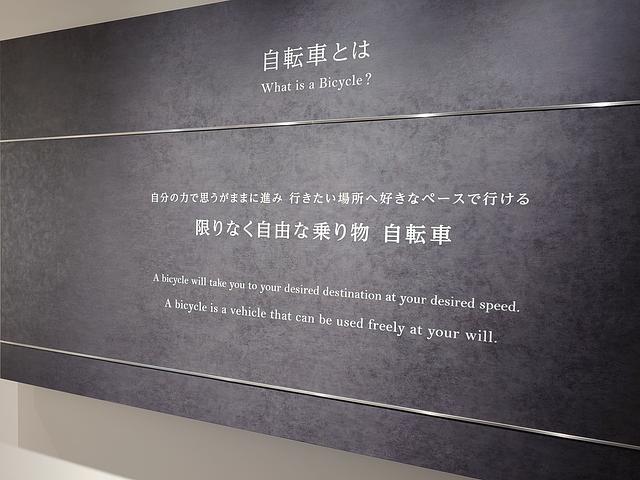 自転車とは
What is a Bicycle?
自分の力で思うがままに進み 行きたい場所へ好きなペースで行ける
限りなく自由な乗り物 自転車
A bicycle will take you to your desired destination at your desired speed.
A bicycle is a vehicle that can be used freely at your will.